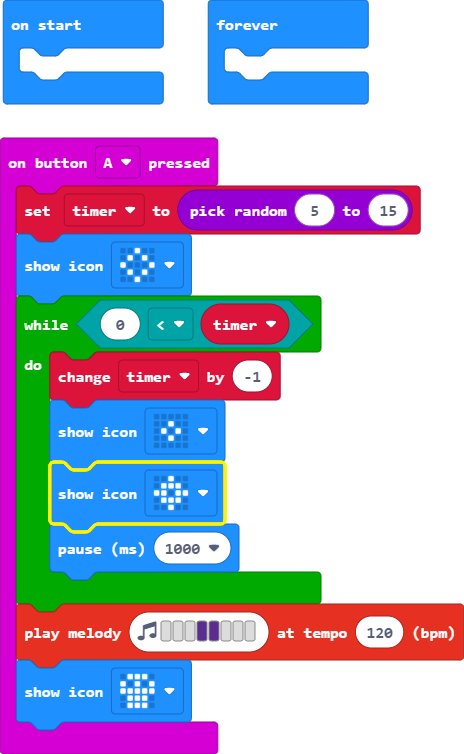 on start
forever
on button A pressed
set timer to pick random 5 to 15
show icon
while 0 < timer
do
change timer by -1
show icon
show icon
pause (ms) 1000
play melody at tempo 120 (bpm)
show icon